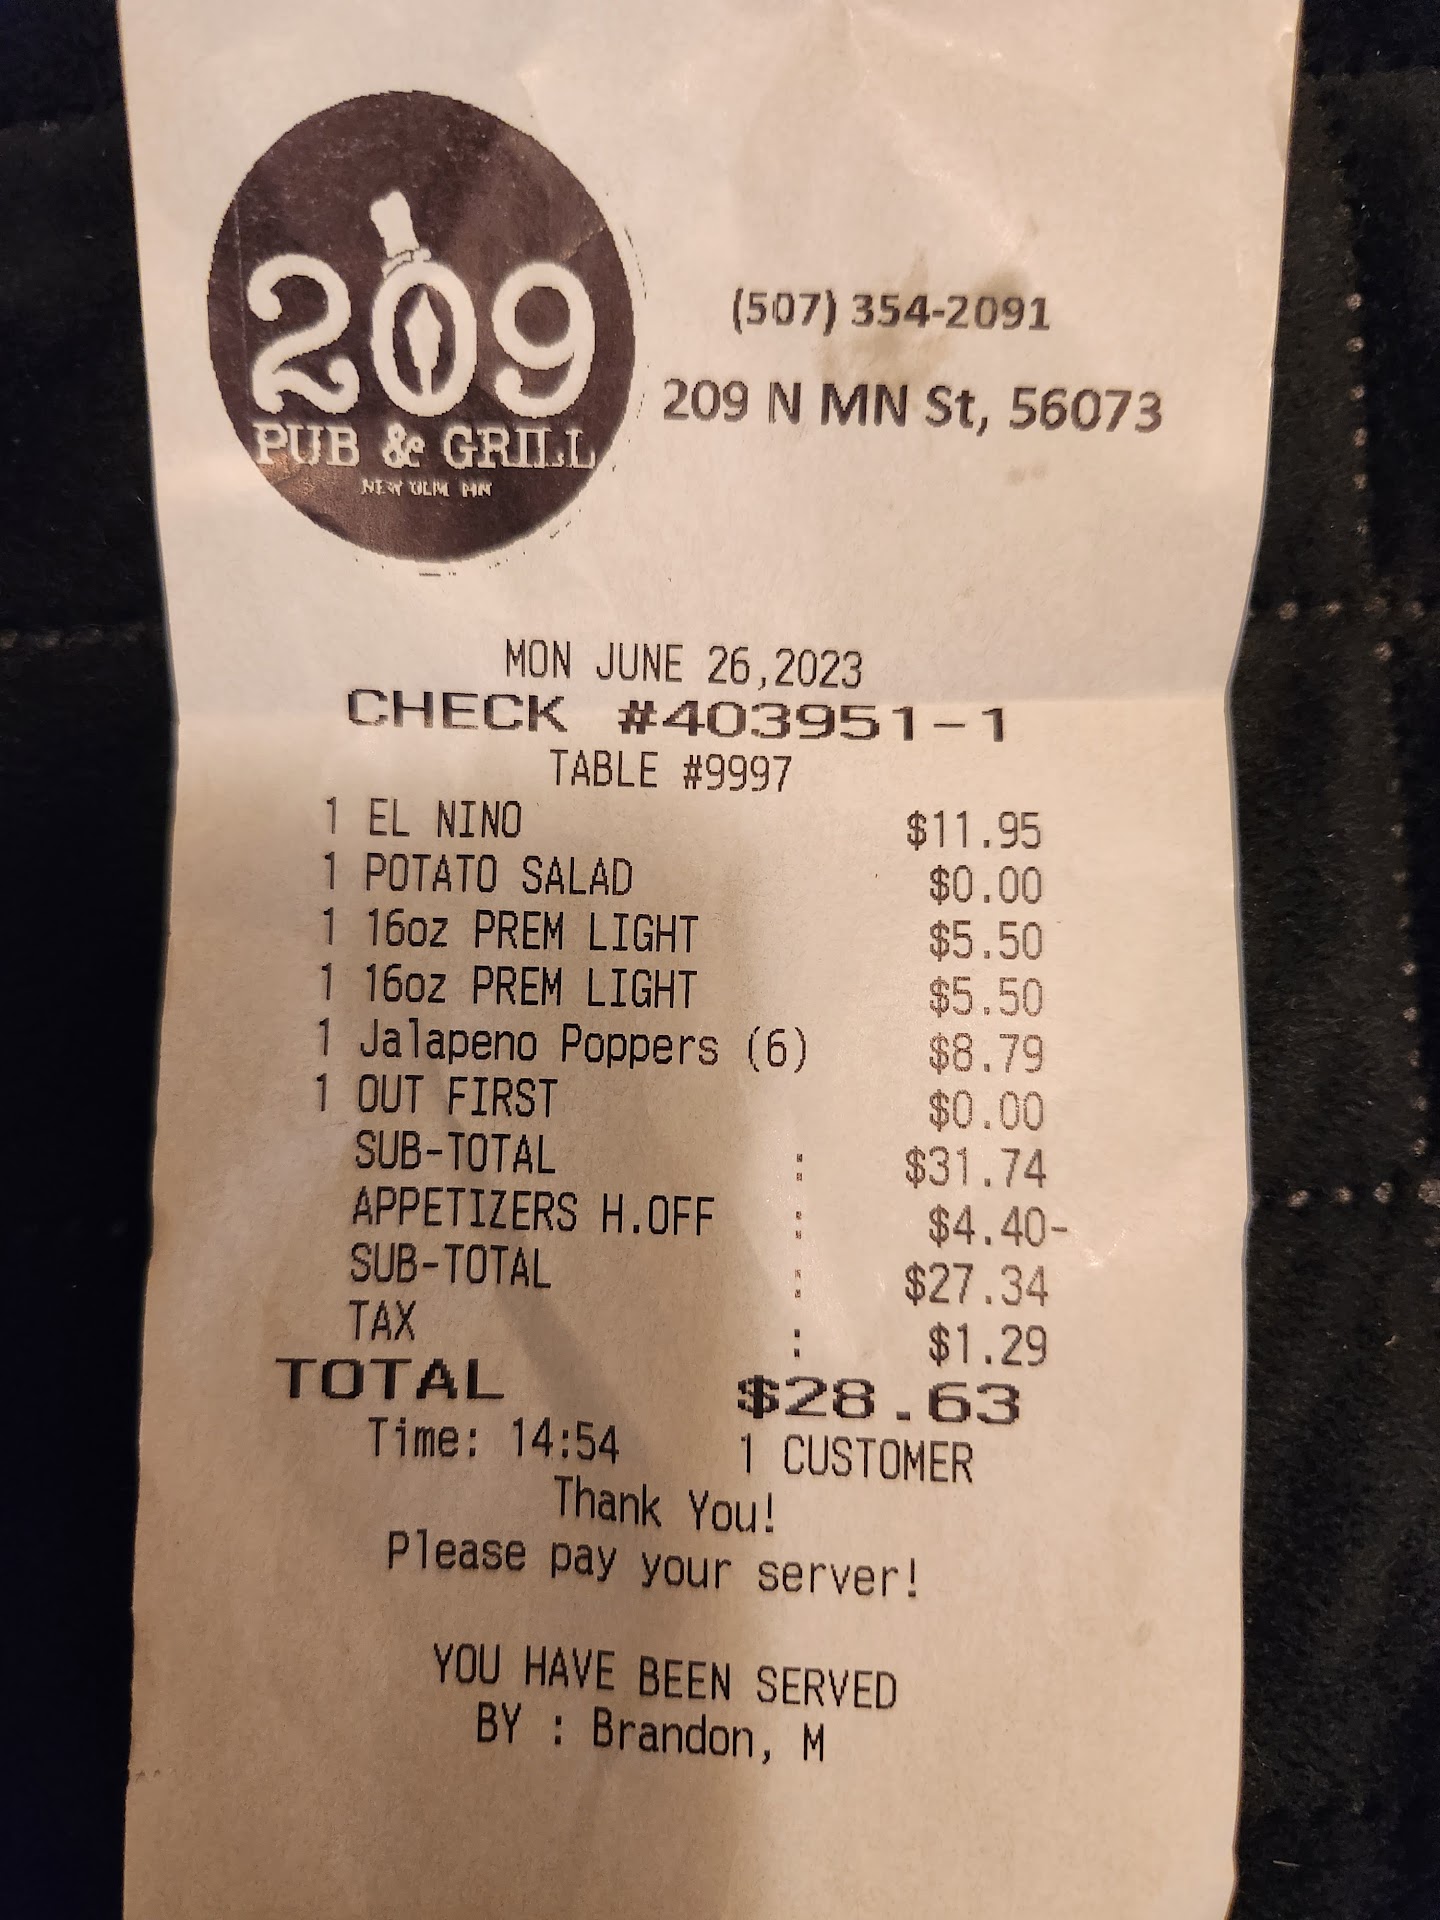 209
PUB & GRILL
NEW ULM, MN
(507) 354-2091
209 N MN St, 56073
MON JUNE 26,2023
CHECK #403951-1
TABLE #9997
1 EL NINO $11.95
1 POTATO SALAD $0.00
1 16oz PREM LIGHT $5.50
1 16oz PREM LIGHT $5.50
1 Jalapeno Poppers (6) $8.79
1 OUT FIRST $0.00
SUB-TOTAL : $31.74
APPETIZERS H.OFF : $4.40-
SUB-TOTAL : $27.34
TAX : $1.29
TOTAL $28.63
Time: 14:54 1 CUSTOMER
Thank You!
Please pay your server!
YOU HAVE BEEN SERVED
BY : Brandon, M